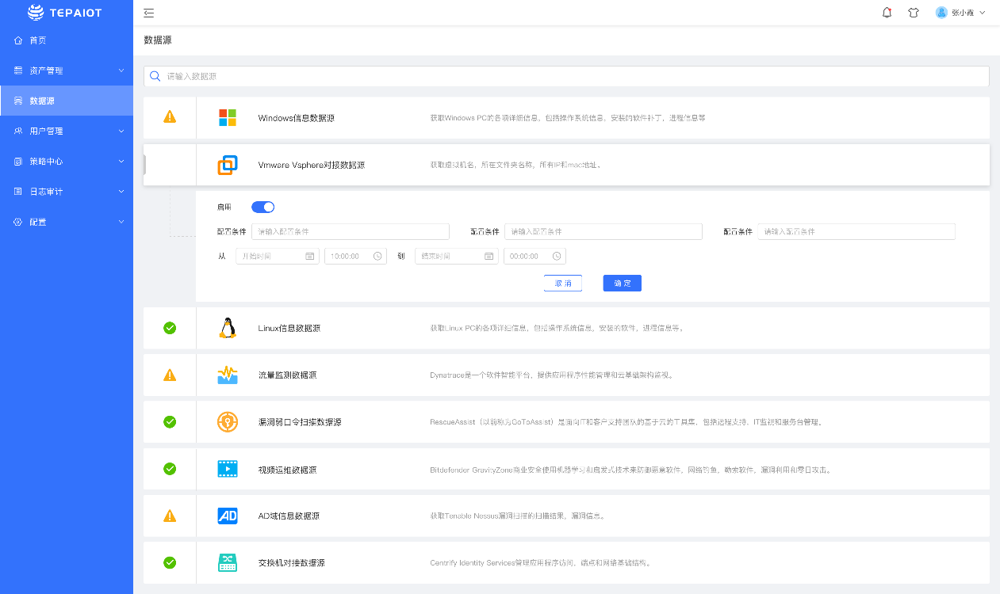 TEPAIOT
首页
资产管理
数据源
用户管理
策略中心
日志审计
配置
张小霞
数据源
请输入数据源
Windows信息数据源
获取Windows PC的各项详细信息，包括操作系统信息、安装的软件补丁，进程信息等
Vmware Vsphere对接数据源
获取虚拟机名，所在文件夹名称，所有IP和mac地址。
启用
配置条件 请输入配置条件 配置条件 请输入配置条件 配置条件 请输入配置条件
从 开始时间 10:00:00 到 结束时间 00:00:00
取 消 确 定
Linux信息数据源
获取Linux PC的各项详细信息，包括操作系统信息，安装的软件，进程信息等。
流量监测数据源
Dynatrace是一个软件智能平台，提供应用程序性能管理和云基础架构监视。
漏洞弱口令扫描数据源
RescueAssist（以前称为GoToAssist）是面向IT和客户支持团队的基于云的工具集，包括远程支持、IT监视和服务台管理。
视频运维数据源
Bitdefender GravityZone商业安全使用机器学习和启发式技术来防御恶意软件，网络钓鱼，勒索软件，漏洞利用和零日攻击。
AD域信息数据源
获取Tenable Nessus漏洞扫描的扫描结果，漏洞信息。
交换机对接数据源
Centrify Identity Services管理应用程序访问，端点和网络基础结构。